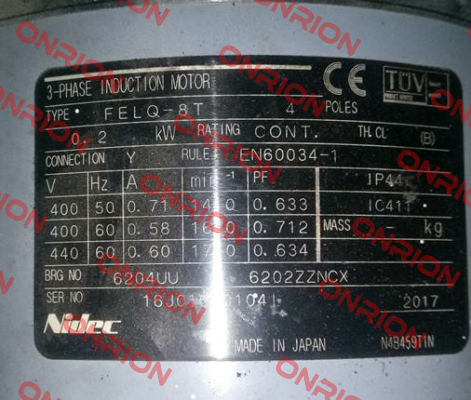 3-PHASE INDUCTION MOTOR
CE TÜV
TYPE FELQ-8T 4 POLES
0.2 kW RATING CONT. TH.CL. (B)
CONNECTION Y RULE EN60034-1
V Hz A min-1 PF IP44
400 50 0.71 0.633 IC411
400 60 0.58 0.712 MASS kg
440 60 0.60 0.634
BRG NO 6204UU 6202ZZNCX
SER NO 2017
Nidec MADE IN JAPAN N4B459T1N
ONRION